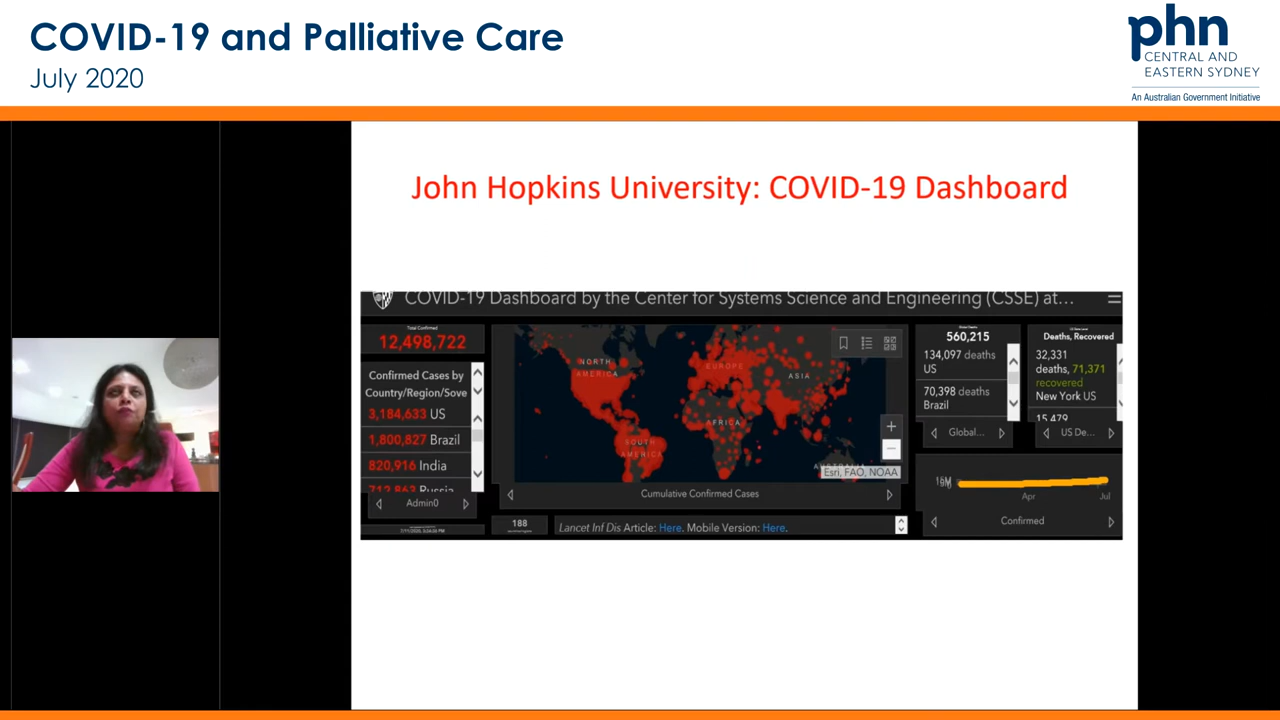 COVID-19 and Palliative Care
July 2020
phn
CENTRAL AND
EASTERN SYDNEY
An Australian Government Initiative
John Hopkins University: COVID-19 Dashboard
COVID-19 Dashboard by the Center for Systems Science and Engineering (CSSE) at...
Total Confirmed
12,498,722
Confirmed Cases by
Country/Region/Sove
3,184,633 US
1,800,827 Brazil
820,916 India
712,863 Russia
Admin0
NORTH
AMERICA
EUROPE
ASIA
AFRICA
SOUTH
AMERICA
Esri, FAO, NOAA
Cumulative Confirmed Cases
188
Lancet Inf Dis Article: Here. Mobile Version: Here.
560,215
134,097 deaths
US
70,398 deaths
Brazil
Global...
Deaths, Recovered
32,331
deaths, 71,371
recovered
New York US
15,479
US De...
Apr
Jul
Confirmed